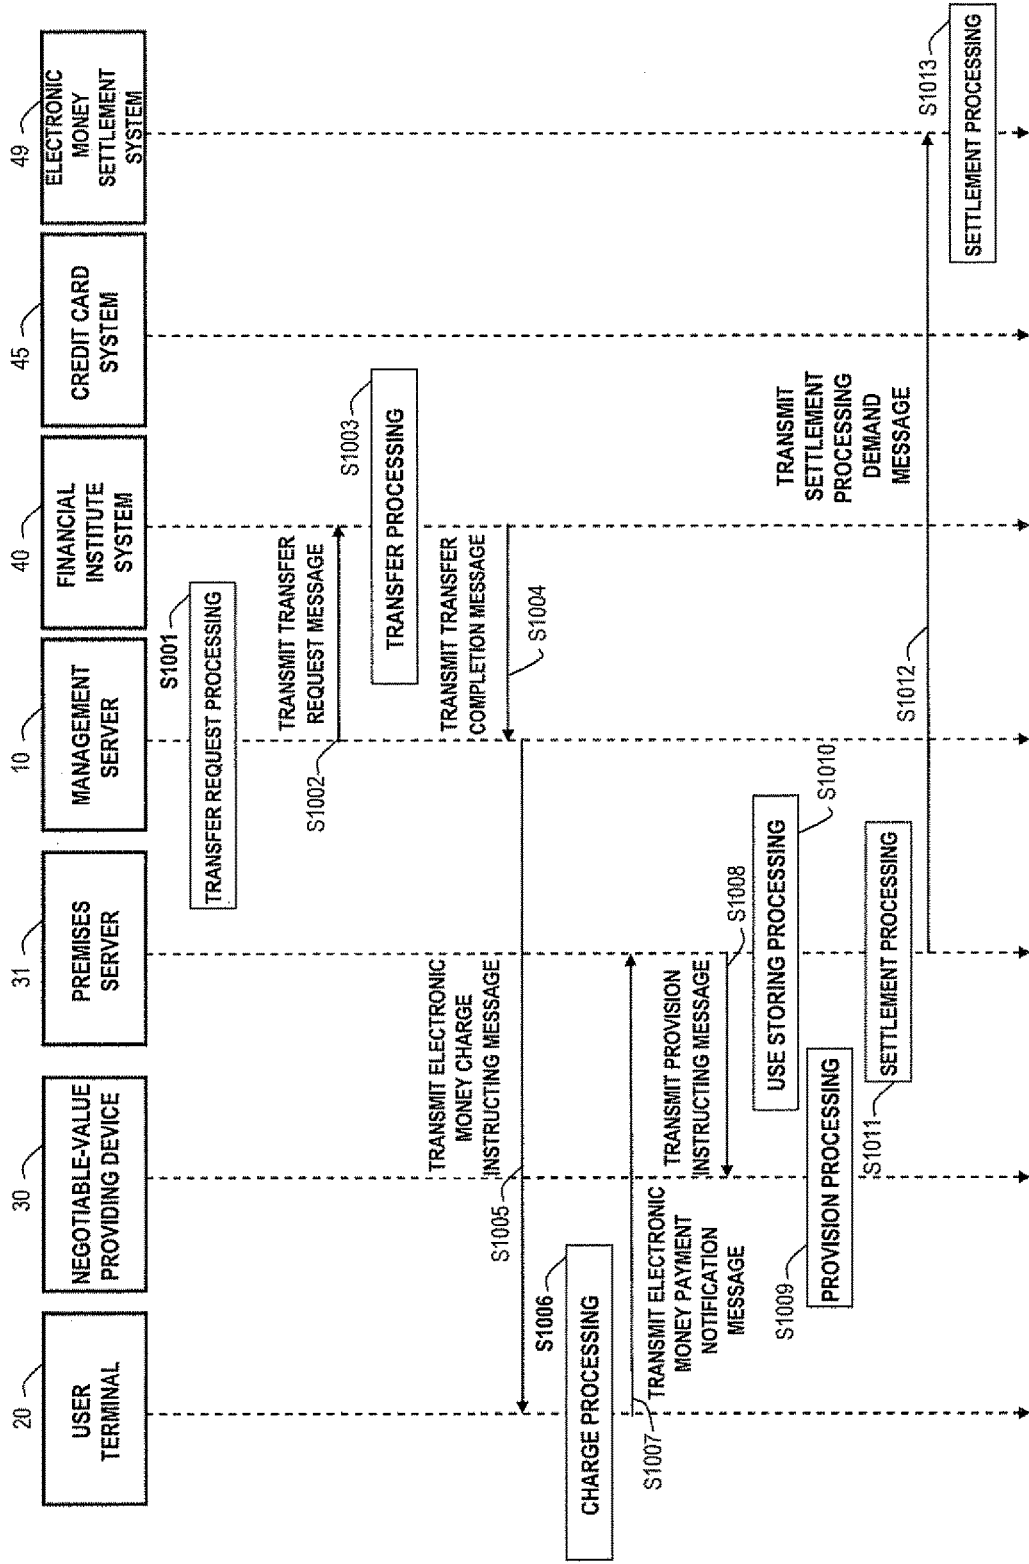 20
USER
TERMINAL
30
NEGOTIABLE-VALUE
PROVIDING DEVICE
31
PREMISES
SERVER
10
MANAGEMENT
SERVER
40
FINANCIAL
INSTITUTE
SYSTEM
45
CREDIT CARD
SYSTEM
49
ELECTRONIC
MONEY
SETTLEMENT
SYSTEM
S1001
TRANSFER REQUEST PROCESSING
TRANSMIT TRANSFER
REQUEST MESSAGE
S1002
S1003
TRANSFER PROCESSING
TRANSMIT TRANSFER
COMPLETION MESSAGE
S1004
TRANSMIT ELECTRONIC
MONEY CHARGE
INSTRUCTING MESSAGE
S1005
S1006
CHARGE PROCESSING
S1007
TRANSMIT ELECTRONIC
MONEY PAYMENT
NOTIFICATION
MESSAGE
TRANSMIT PROVISION
INSTRUCTING MESSAGE
S1008
USE STORING PROCESSING
S1010
S1009
PROVISION PROCESSING
S1011
SETTLEMENT PROCESSING
TRANSMIT
SETTLEMENT
PROCESSING
DEMAND
MESSAGE
S1012
S1013
SETTLEMENT PROCESSING